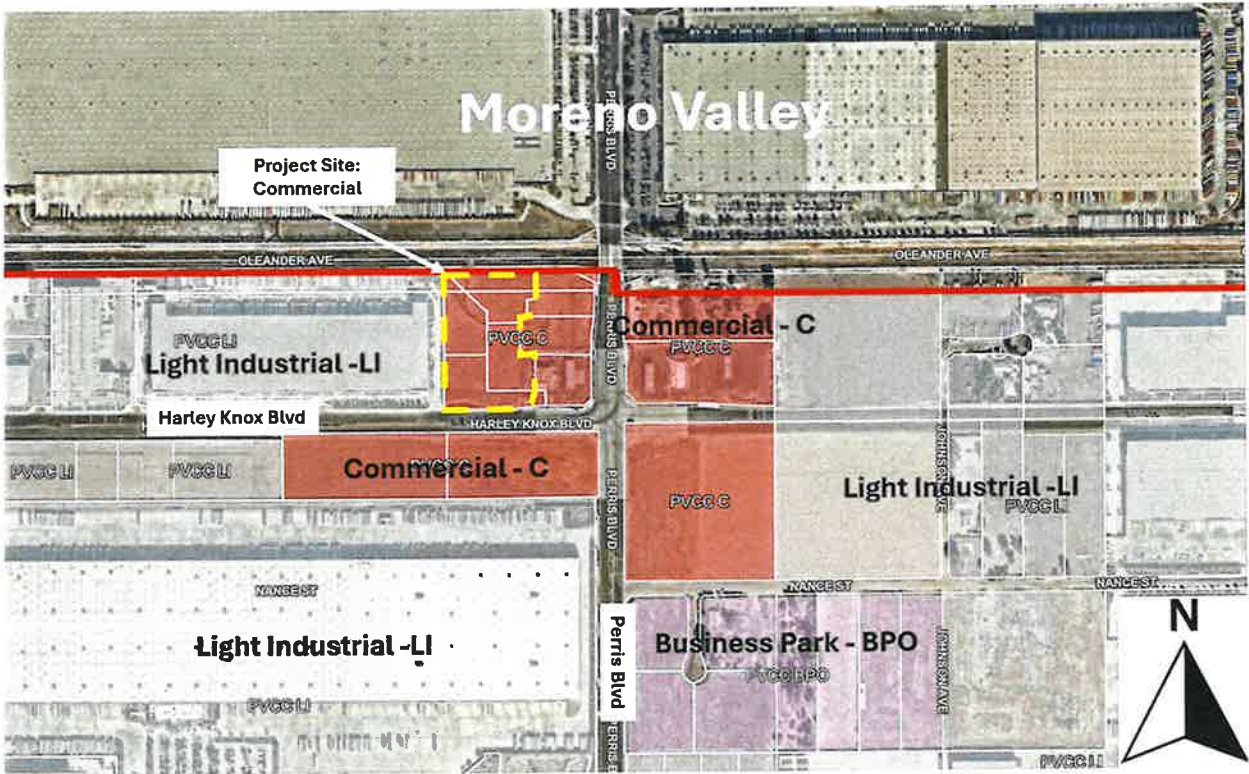 Moreno Valley
PERRIS BLVD
Project Site:
Commercial
OLEANDER AVE
OLEANDER AVE
PVCC LI
Light Industrial -LI
PVCC C
PERRIS BLVD
Commercial - C
PVCC C
Harley Knox Blvd
HARLEY KNOX BLVD
PVCC LI
PVCC LI
Commercial - C
PERRIS BLVD
PVCC C
Light Industrial -LI
JOHNSON AVE
PVCC LI
NANCE ST
NANCE ST
NANCE ST
Light Industrial -LI
PVCC LI
Perris Blvd
Business Park - BPO
PVCC BPO
JOHNSON AVE
N
PVCC LI